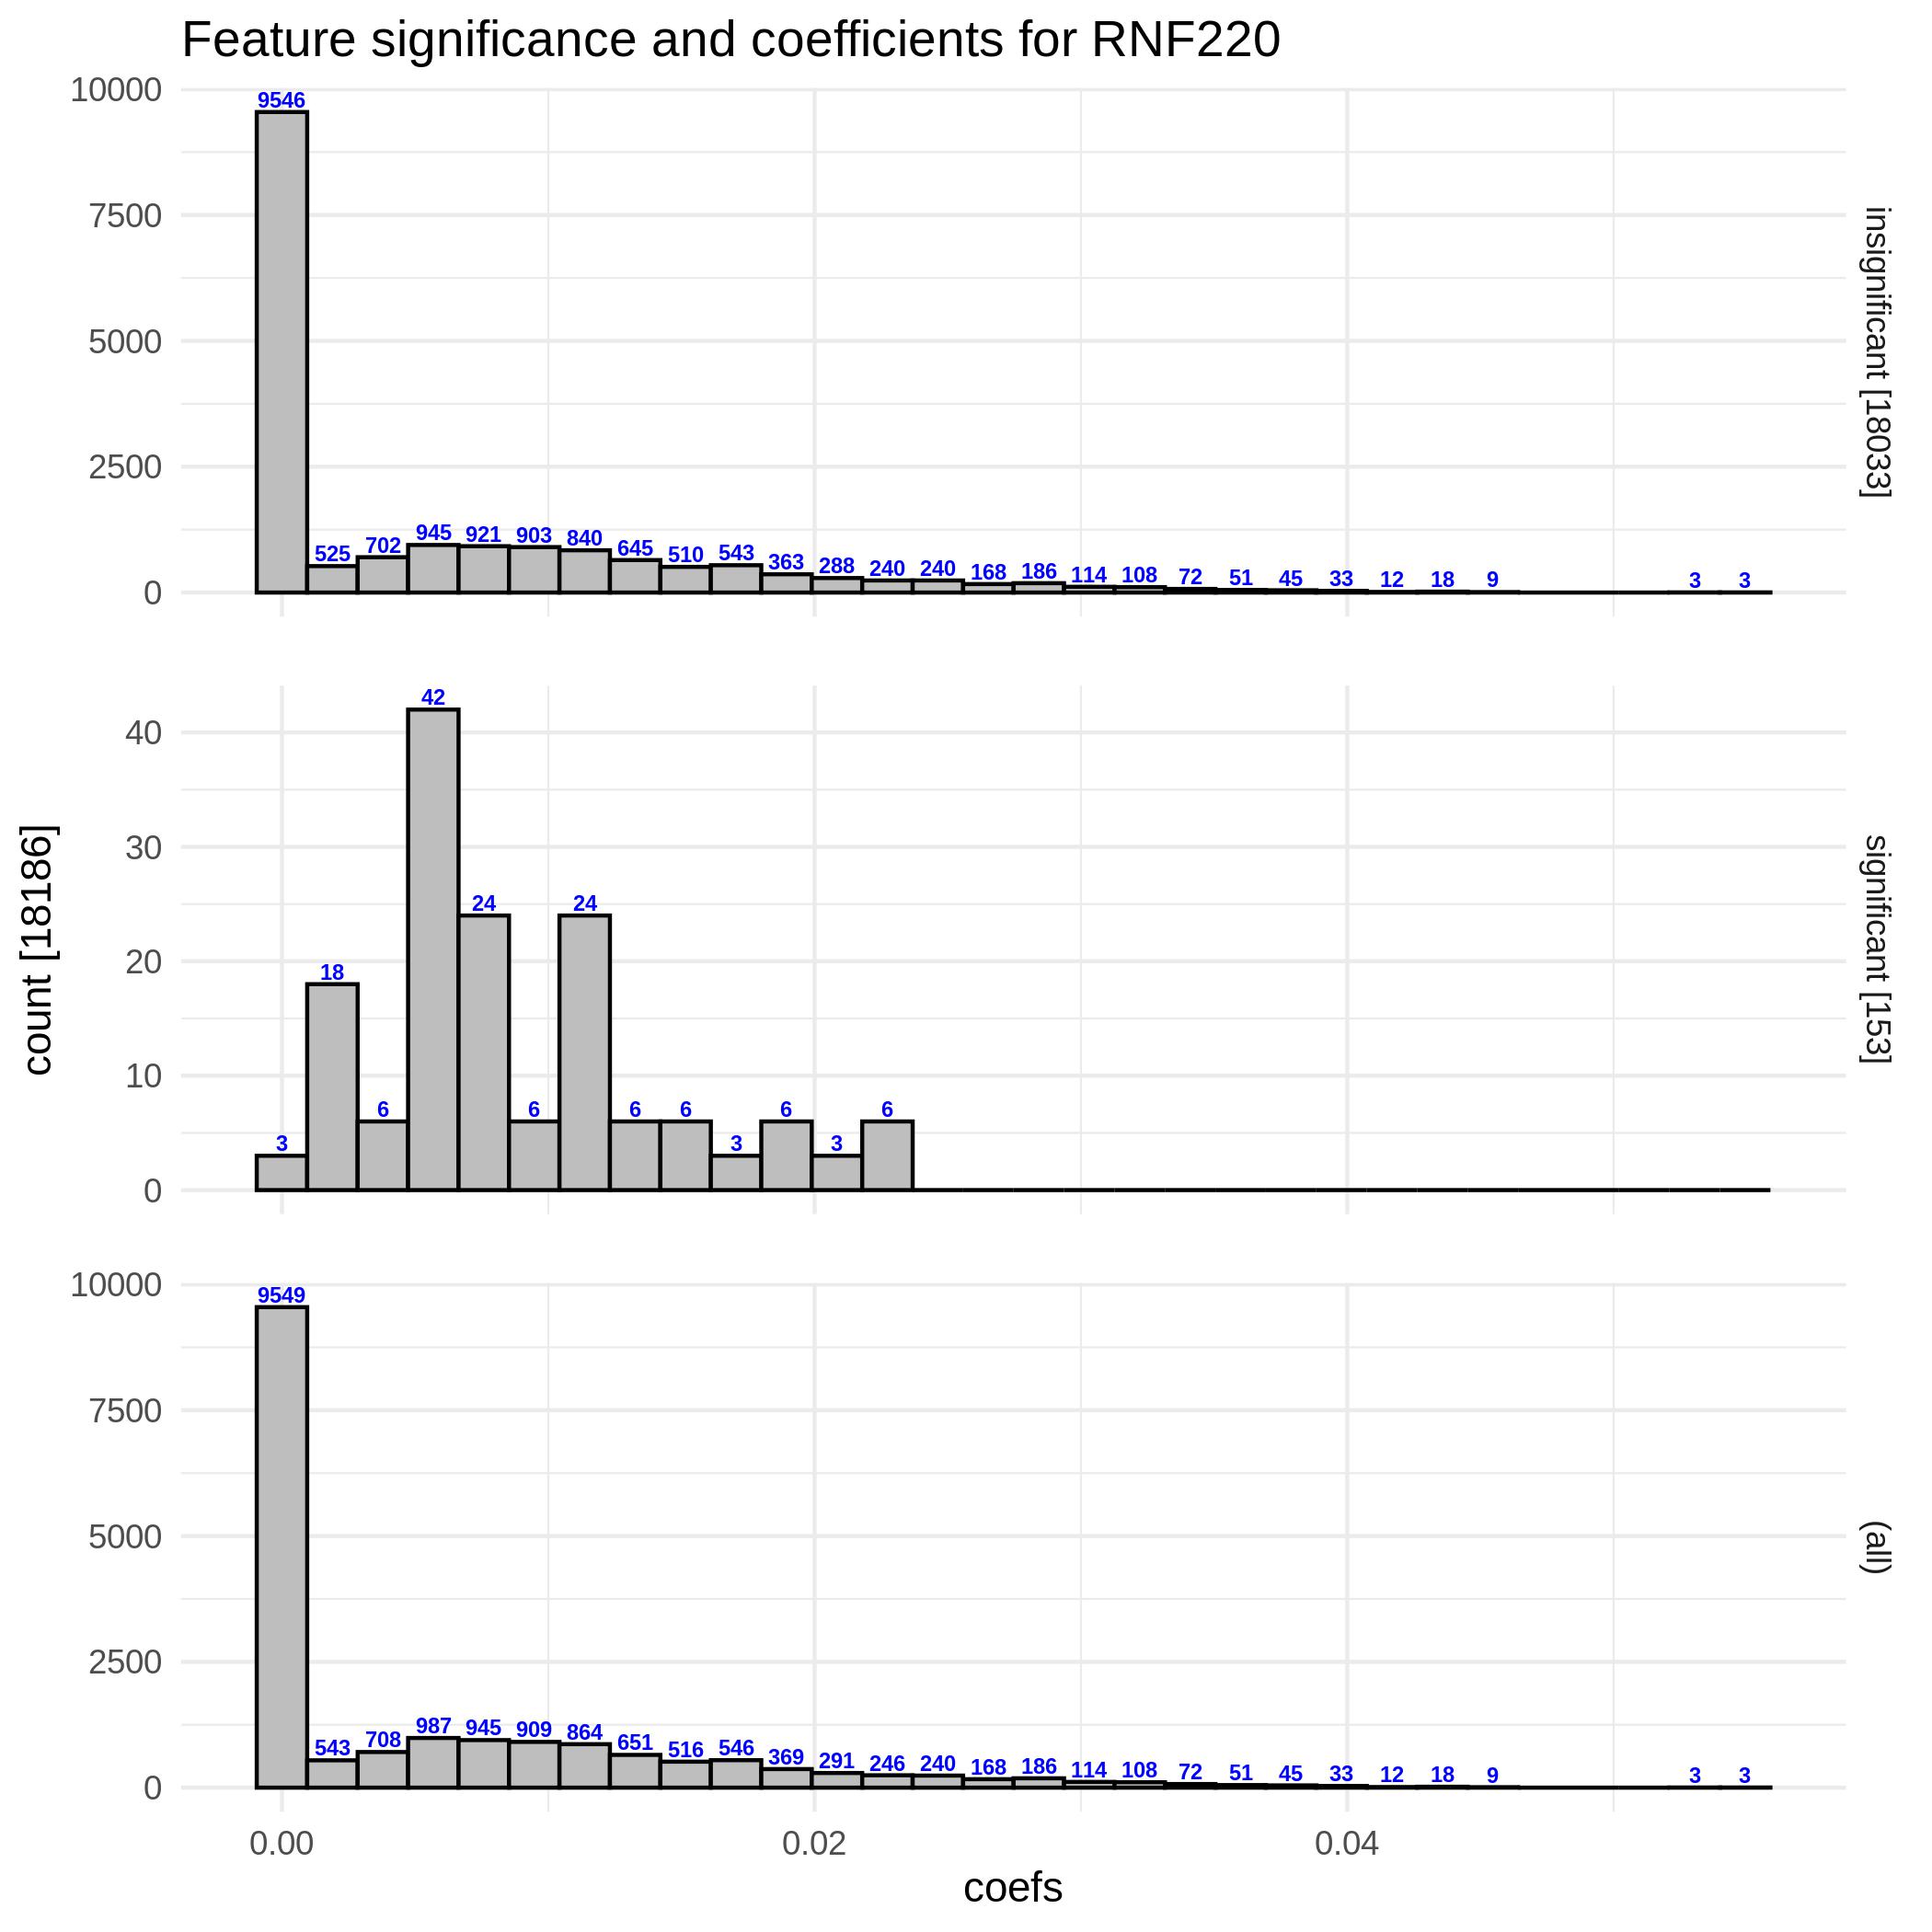 Feature significance and coefficients for RNF220
10000
7500
5000
2500
0
9546 525 702 945 921 903 840 645 510 543 363 288 240 240 168 186 114 108 72 51 45 33 12 18 9 3 3
insignificant [18033]
count [18186]
40
30
20
10
0
3 18 6 42 24 6 24 6 6 3 6 3 6
significant [153]
10000
7500
5000
2500
0
9549 543 708 987 945 909 864 651 516 546 369 291 246 240 168 186 114 108 72 51 45 33 12 18 9 3 3
(all)
0.00 0.02 0.04
coefs